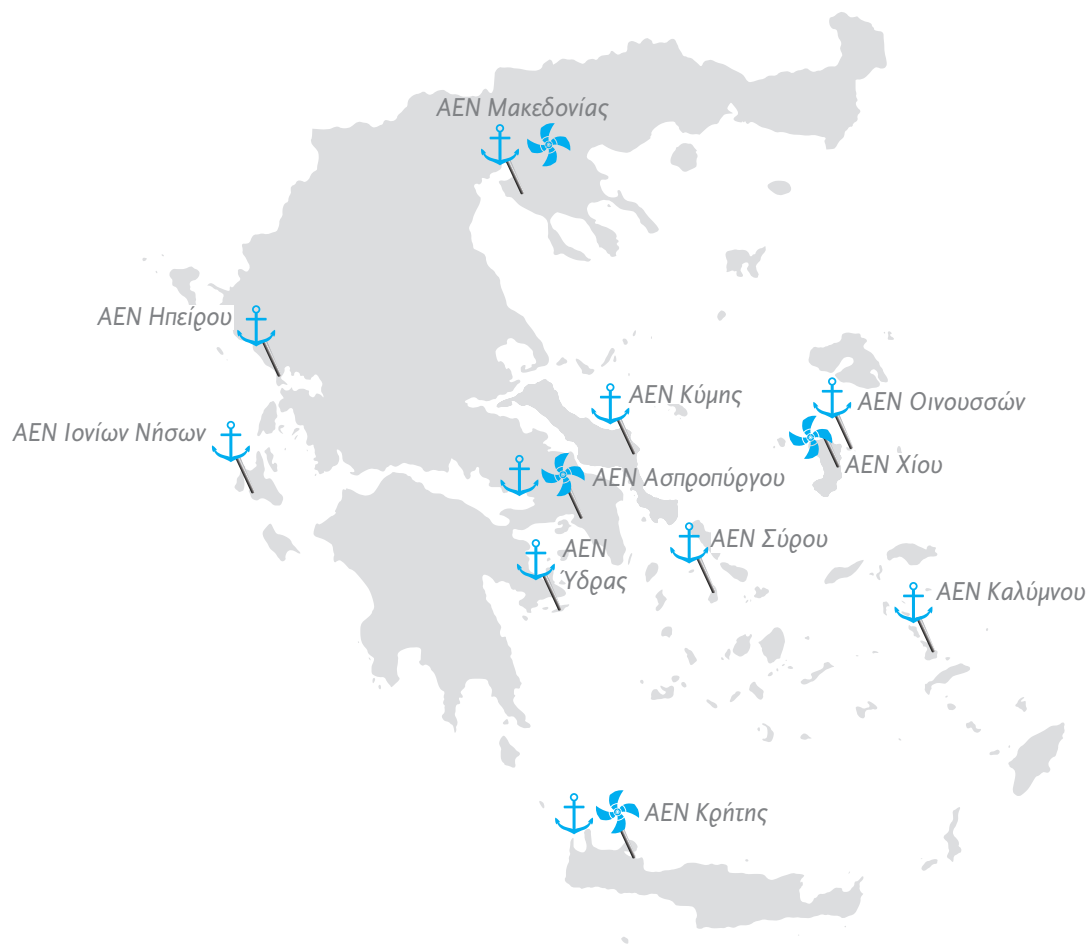 ΑΕΝ Μακεδονίας
ΑΕΝ Ηπείρου
ΑΕΝ Κύμης
ΑΕΝ Οινουσσών
ΑΕΝ Ιονίων Νήσων
ΑΕΝ Χίου
ΑΕΝ Ασπροπύργου
ΑΕΝ Σύρου
ΑΕΝ
Ύδρας
ΑΕΝ Καλύμνου
ΑΕΝ Κρήτης